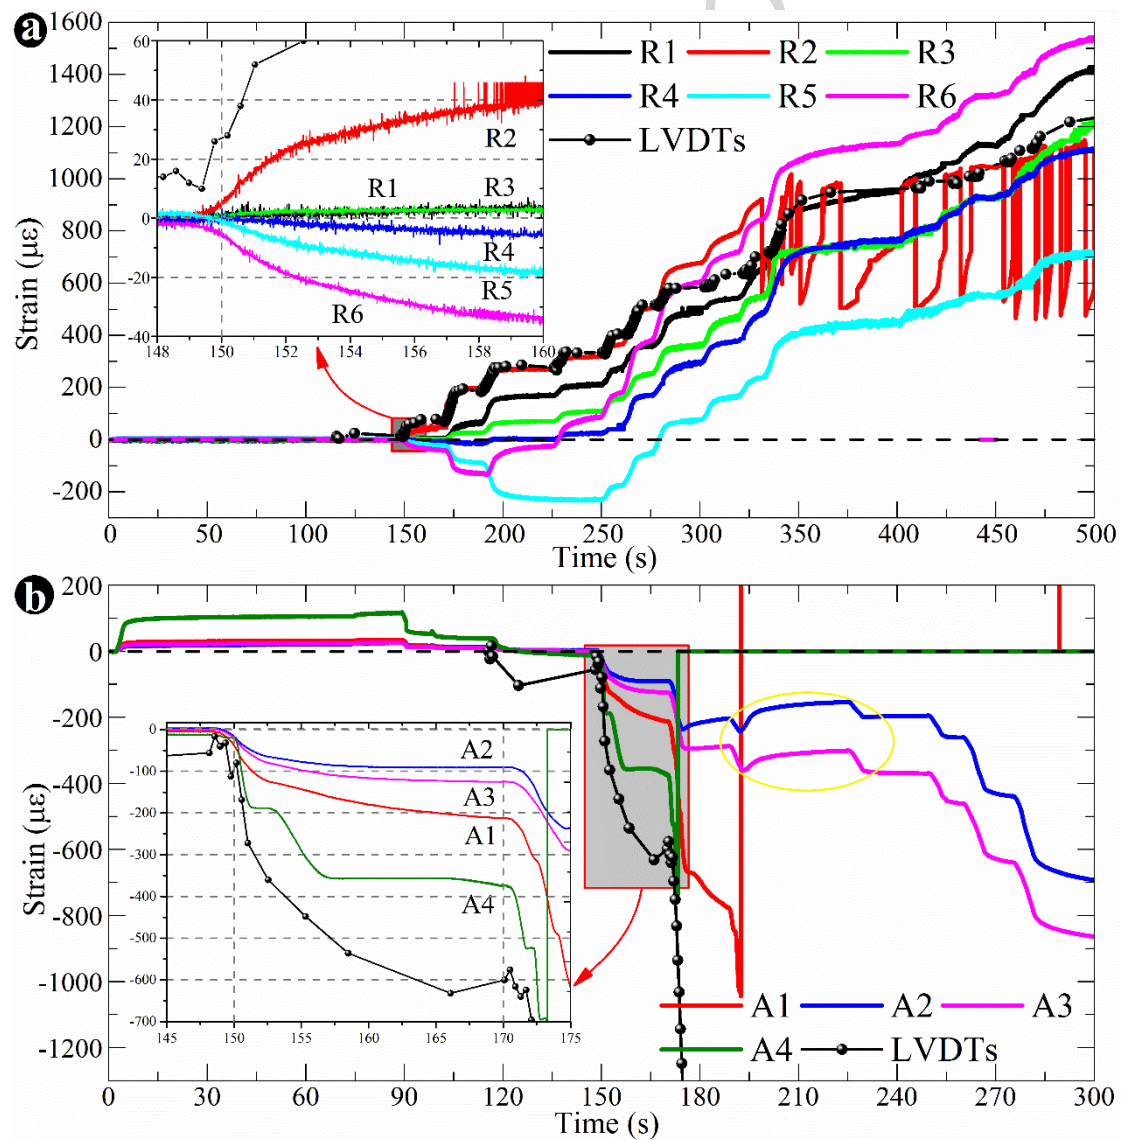 a
1600
1400
1200
1000
800
600
400
200
0
-200
Strain (με)
0 50 100 150 200 250 300 350 400 450 500
Time (s)
R1 R2 R3
R4 R5 R6
LVDTs
60
40
20
0
-20
-40
148 150 152 154 156 158 160
R2
R1 R3
R4
R5
R6
b
200
0
-200
-400
-600
-800
-1000
-1200
Strain (με)
0 30 60 90 120 150 180 210 240 270 300
Time (s)
0
-100
-200
-300
-400
-500
-600
-700
145 150 155 160 165 170 175
A2
A3
A1
A4
A1 A2 A3
A4 LVDTs